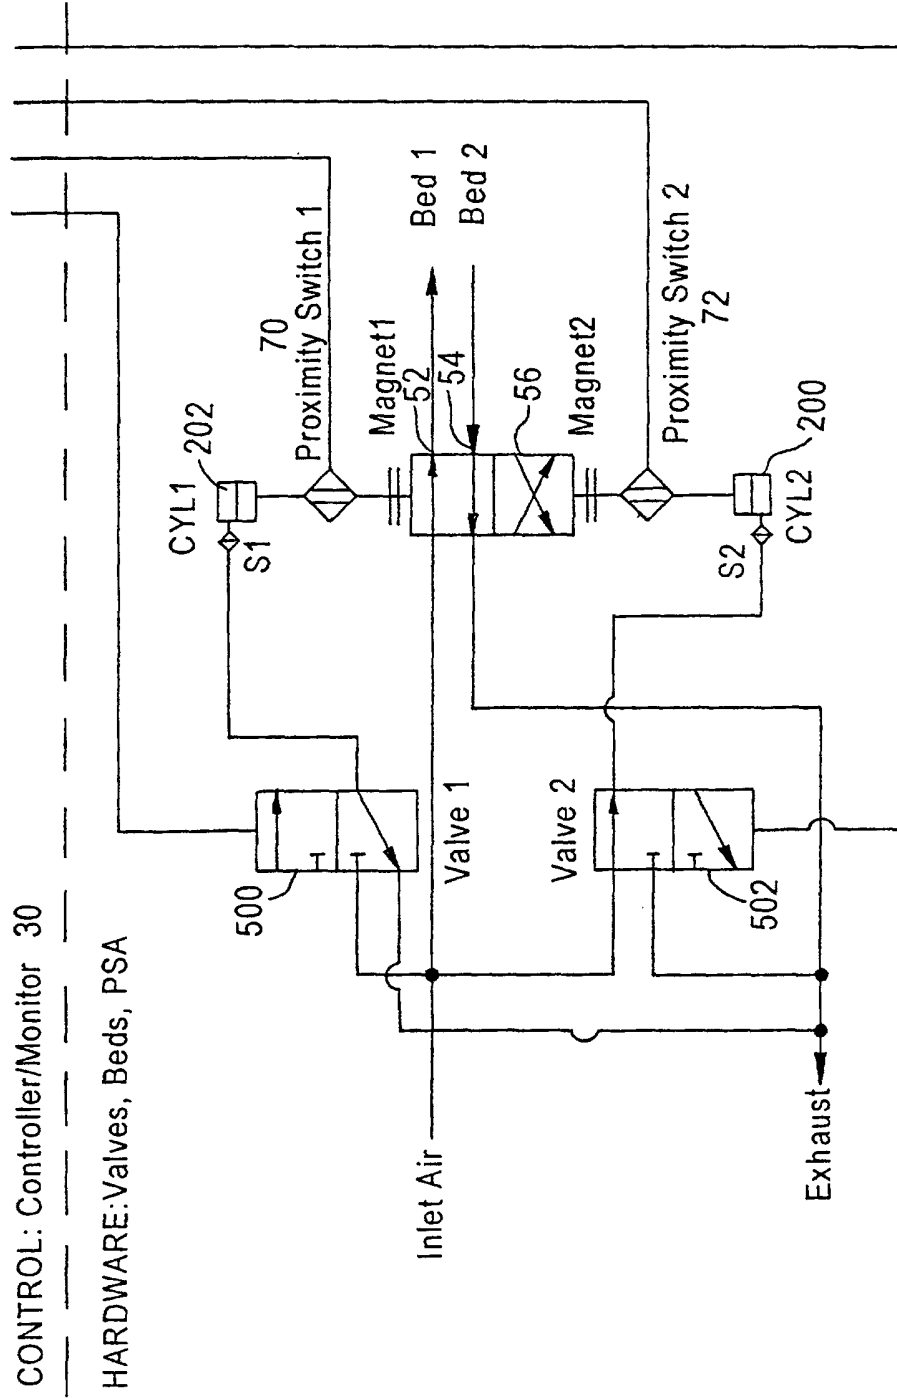 CONTROL: Controller/Monitor 30
HARDWARE: Valves, Beds, PSA
CYL1
202
S1
70
Proximity Switch 1
Magnet1
52
54
56
Bed 1
Bed 2
Magnet2
Proximity Switch 2
72
S2
CYL2
200
500
Valve 1
Valve 2
502
Inlet Air
Exhaust